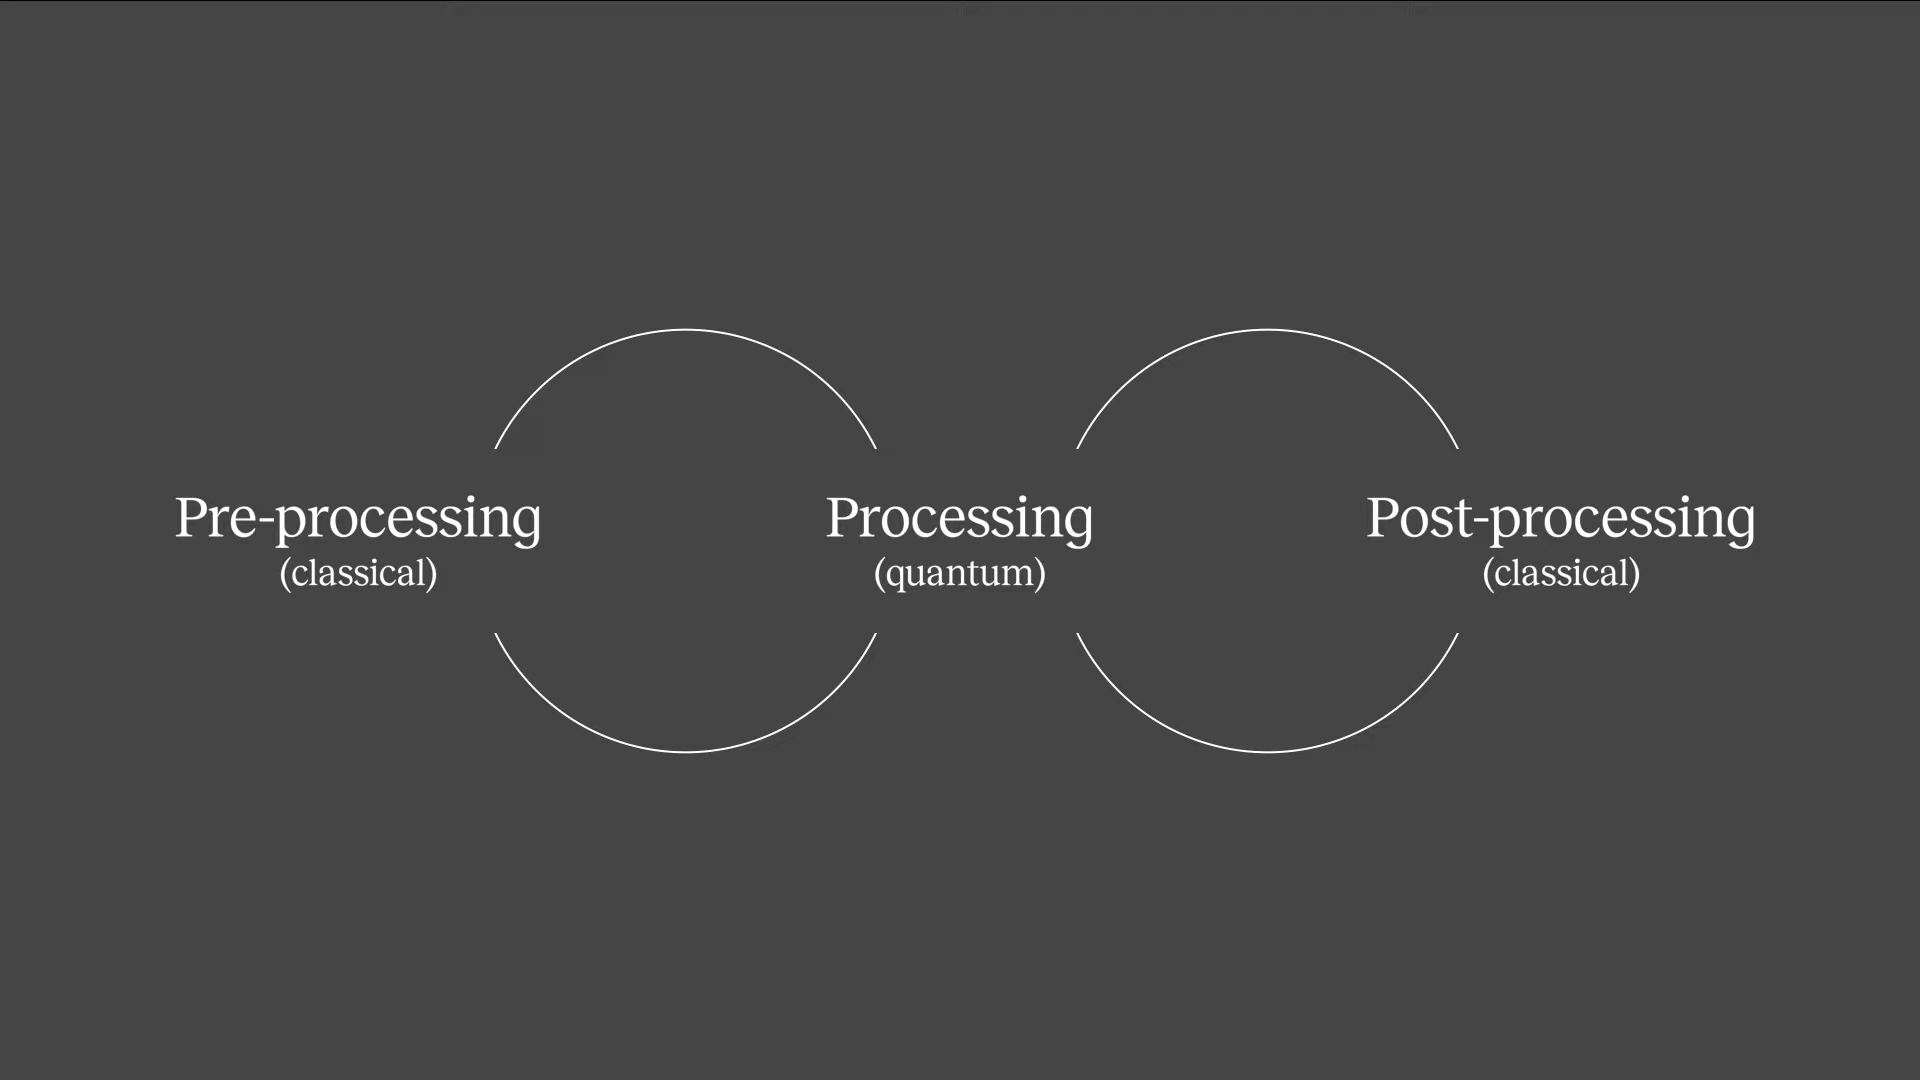 Pre-processing
(classical)
Processing
(quantum)
Post-processing
(classical)